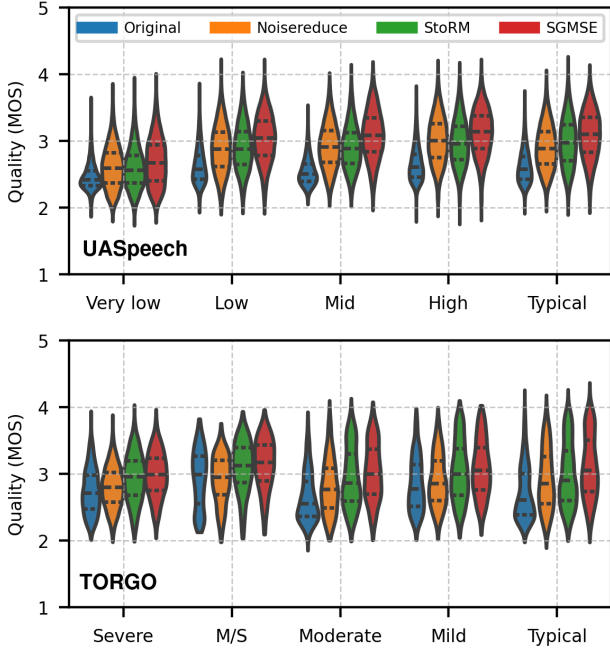 Original Noisereduce StoRM SGMSE
Quality (MOS)
5
4
3
2
1
UASpeech
Very low Low Mid High Typical
Quality (MOS)
5
4
3
2
1
TORGO
Severe M/S Moderate Mild Typical